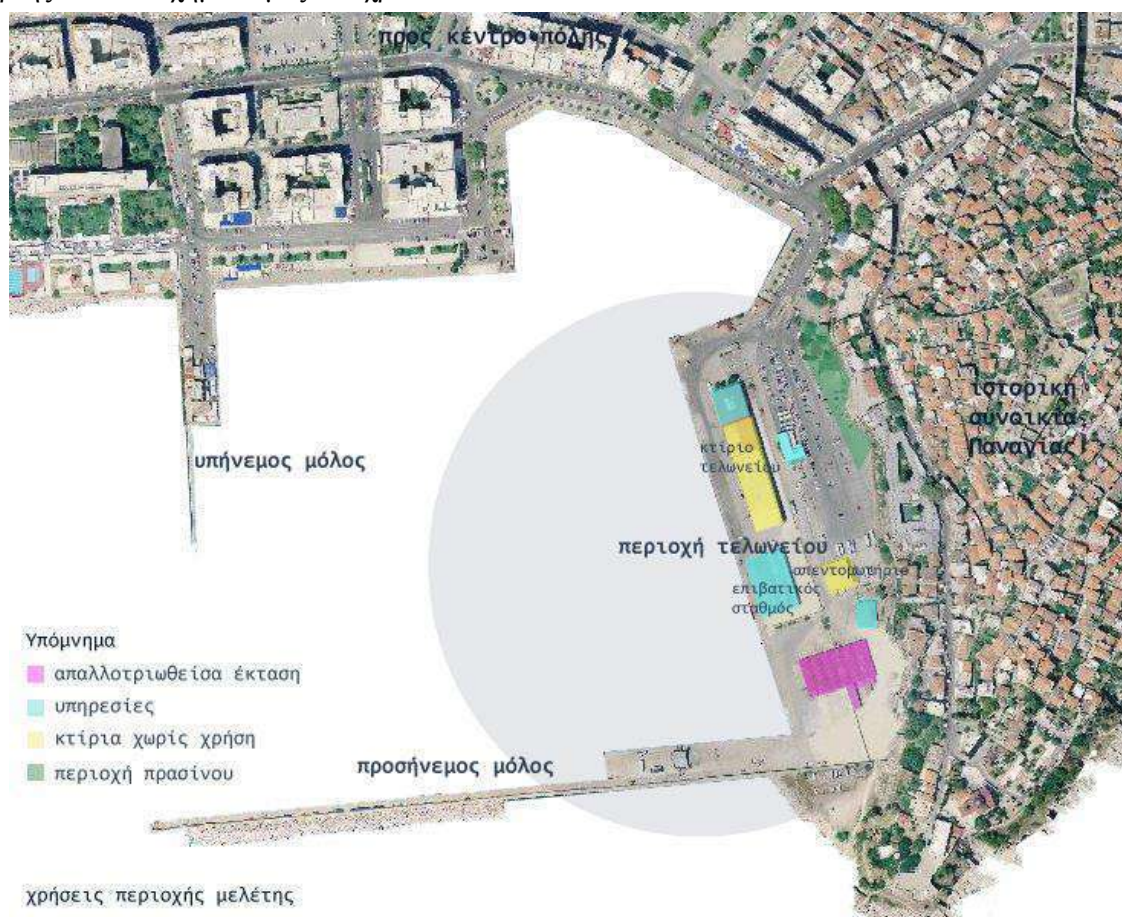 προς κέντρο πόλης
ιστορική
συνοικία
Παναγίας
υπήνεμος μόλος
κτίριο
τελωνείου
περιοχή τελωνείου
απεντομωτήριο
επιβατικός
σταθμός
Υπόμνημα
απαλλοτριωθείσα έκταση
υπηρεσίες
κτίρια χωρίς χρήση
περιοχή πρασίνου
προσήνεμος μόλος
χρήσεις περιοχής μελέτης